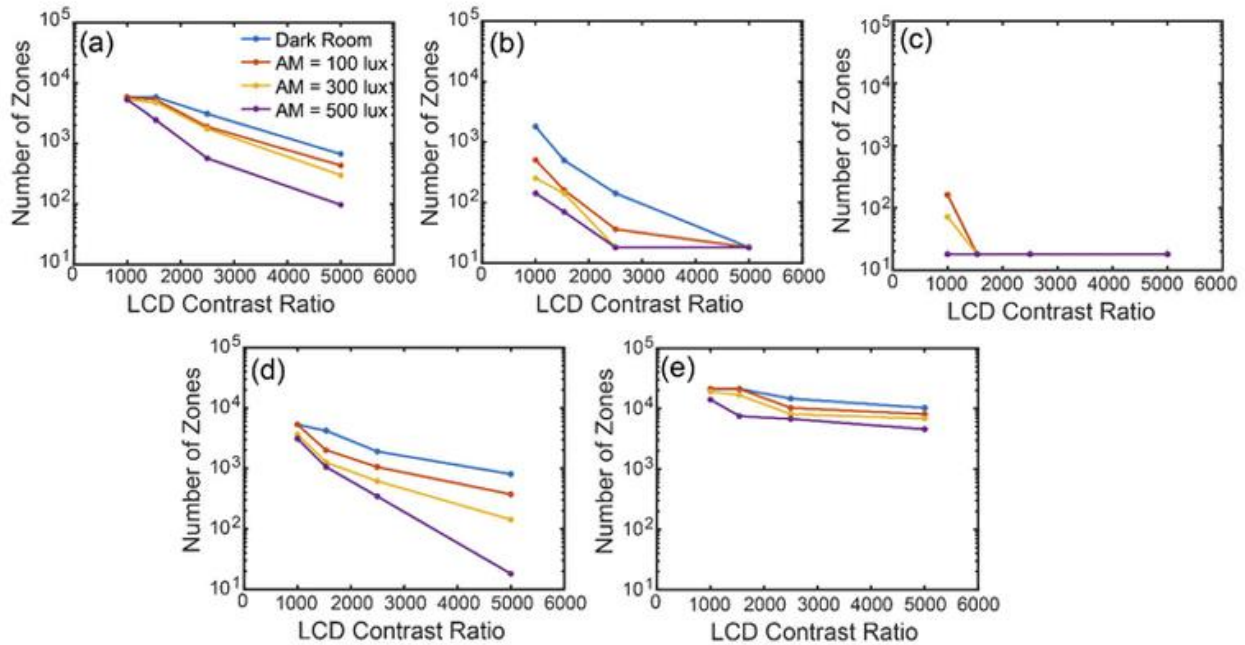 (a)
Number of Zones
10^5
10^4
10^3
10^2
10^1
Dark Room
AM = 100 lux
AM = 300 lux
AM = 500 lux
0 1000 2000 3000 4000 5000 6000
LCD Contrast Ratio
(b)
Number of Zones
10^5
10^4
10^3
10^2
10^1
0 1000 2000 3000 4000 5000 6000
LCD Contrast Ratio
(c)
Number of Zones
10^5
10^4
10^3
10^2
10^1
0 1000 2000 3000 4000 5000 6000
LCD Contrast Ratio
(d)
Number of Zones
10^5
10^4
10^3
10^2
10^1
0 1000 2000 3000 4000 5000 6000
LCD Contrast Ratio
(e)
Number of Zones
10^5
10^4
10^3
10^2
10^1
0 1000 2000 3000 4000 5000 6000
LCD Contrast Ratio